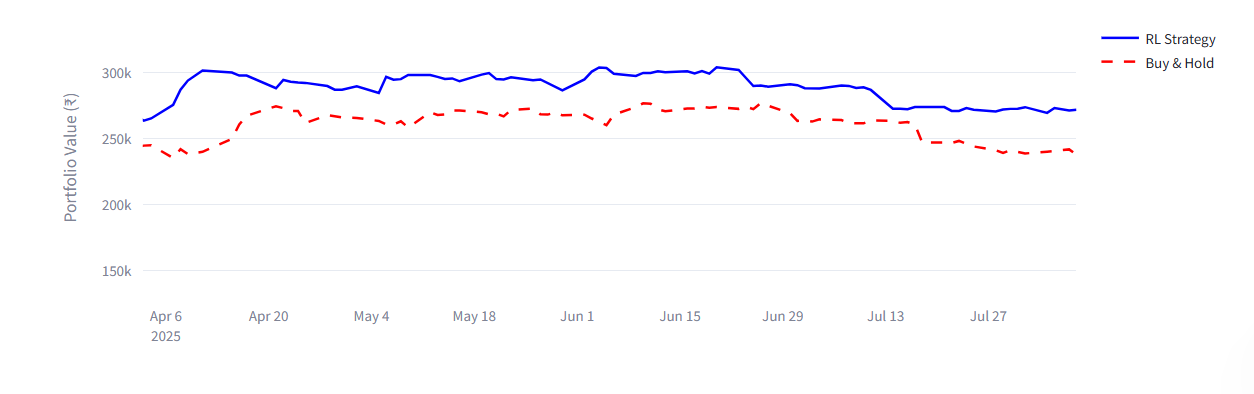 RL Strategy
Buy & Hold
Portfolio Value (₹)
300k
250k
200k
150k
Apr 6 Apr 20 May 4 May 18 Jun 1 Jun 15 Jun 29 Jul 13 Jul 27
2025